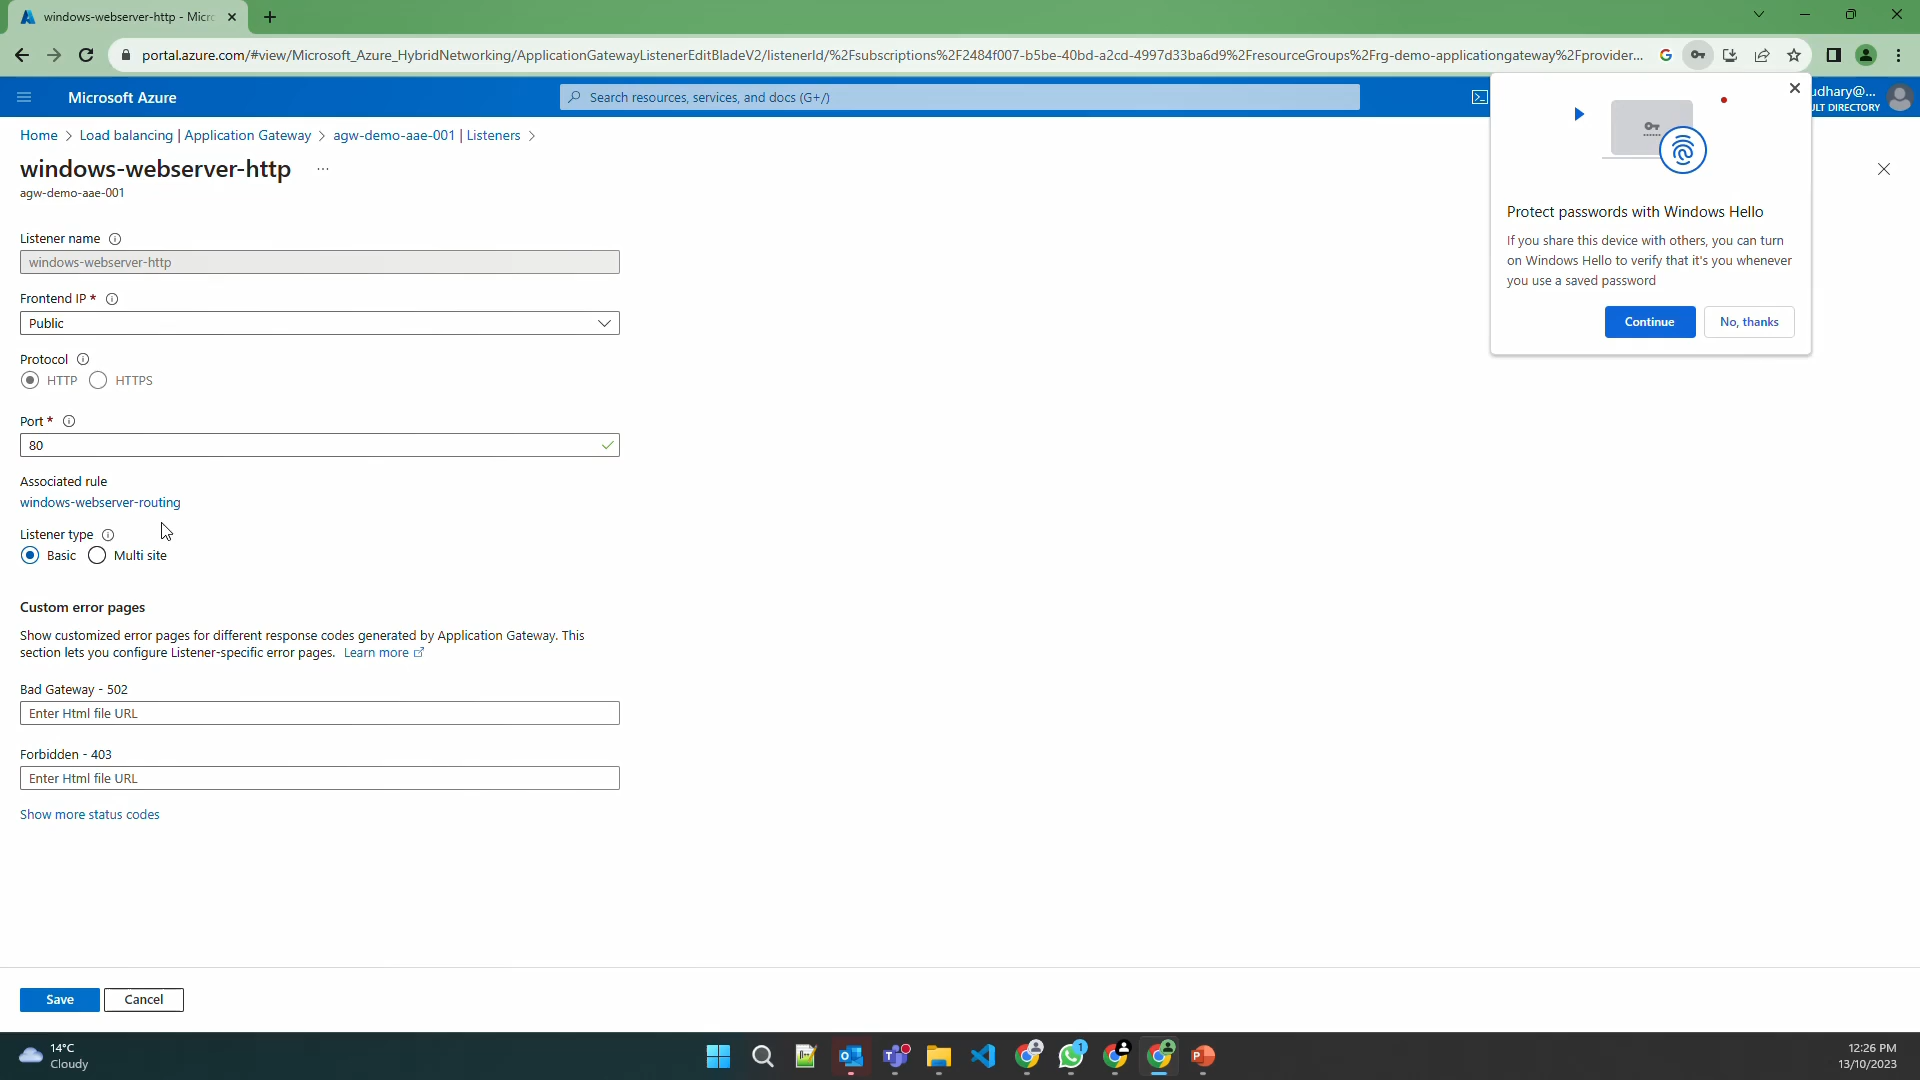 windows-webserver-http - Micr
portal.azure.com/#view/Microsoft_Azure_HybridNetworking/ApplicationGatewayListenerEditBladeV2/listenerId/%2Fsubscriptions%2F2484f007-b5be-40bd-a2cd-4997d33ba6d9%2FresourceGroups%2Frg-demo-applicationgateway%2Fprovider...
Microsoft Azure
Search resources, services, and docs (G+/)
udhary@...
ULT DIRECTORY
Home > Load balancing | Application Gateway > agw-demo-aae-001 | Listeners >
windows-webserver-http ...
agw-demo-aae-001
Protect passwords with Windows Hello
If you share this device with others, you can turn
on Windows Hello to verify that it's you whenever
you use a saved password
Continue
No, thanks
Listener name
windows-webserver-http
Frontend IP *
Public
Protocol
HTTP HTTPS
Port *
80
Associated rule
windows-webserver-routing
Listener type
Basic Multi site
Custom error pages
Show customized error pages for different response codes generated by Application Gateway. This
section lets you configure Listener-specific error pages. Learn more
Bad Gateway - 502
Enter Html file URL
Forbidden - 403
Enter Html file URL
Show more status codes
Save Cancel
14°C
Cloudy
1
12:26 PM
13/10/2023